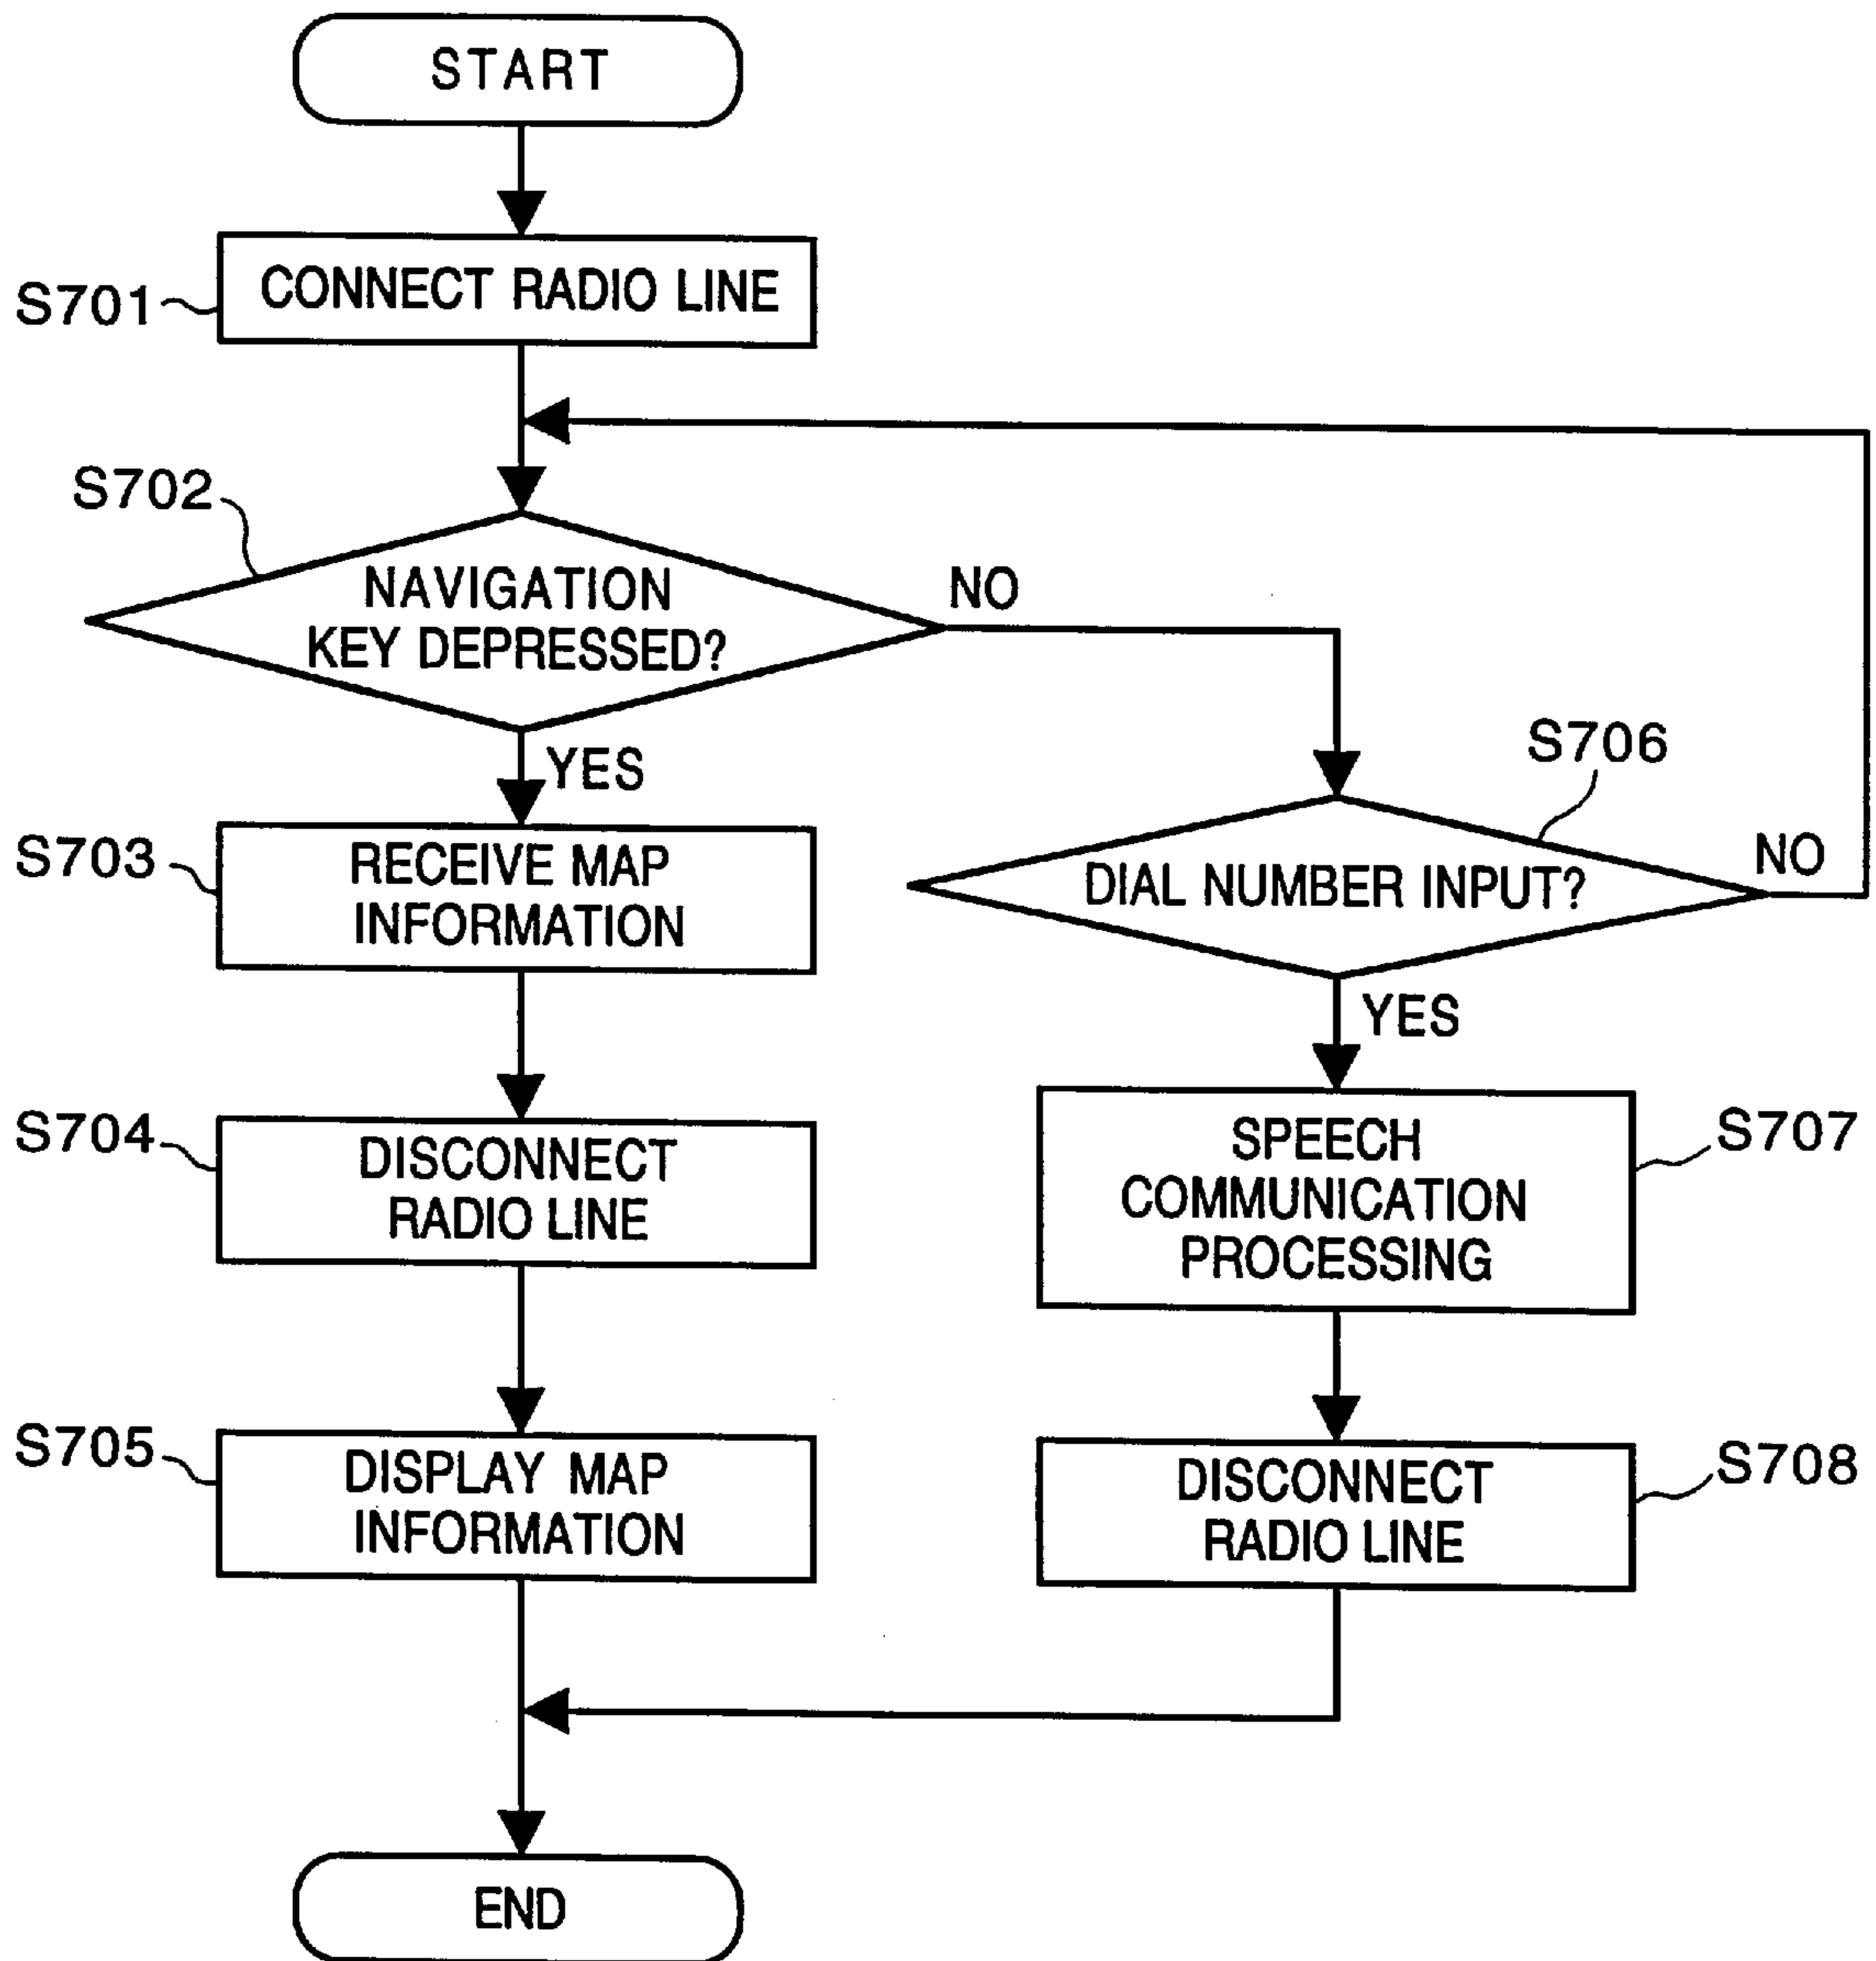 START
S701
CONNECT RADIO LINE
S702
NAVIGATION
KEY DEPRESSED?
NO
YES
S703
RECEIVE MAP
INFORMATION
S704
DISCONNECT
RADIO LINE
S705
DISPLAY MAP
INFORMATION
S706
DIAL NUMBER INPUT?
NO
YES
S707
SPEECH
COMMUNICATION
PROCESSING
S708
DISCONNECT
RADIO LINE
END